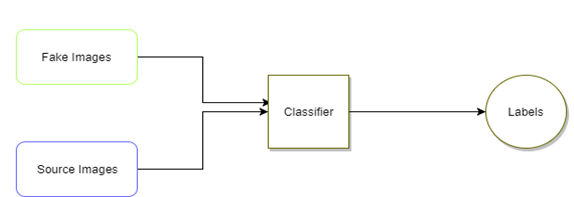 Fake Images
Classifier
Labels
Source Images